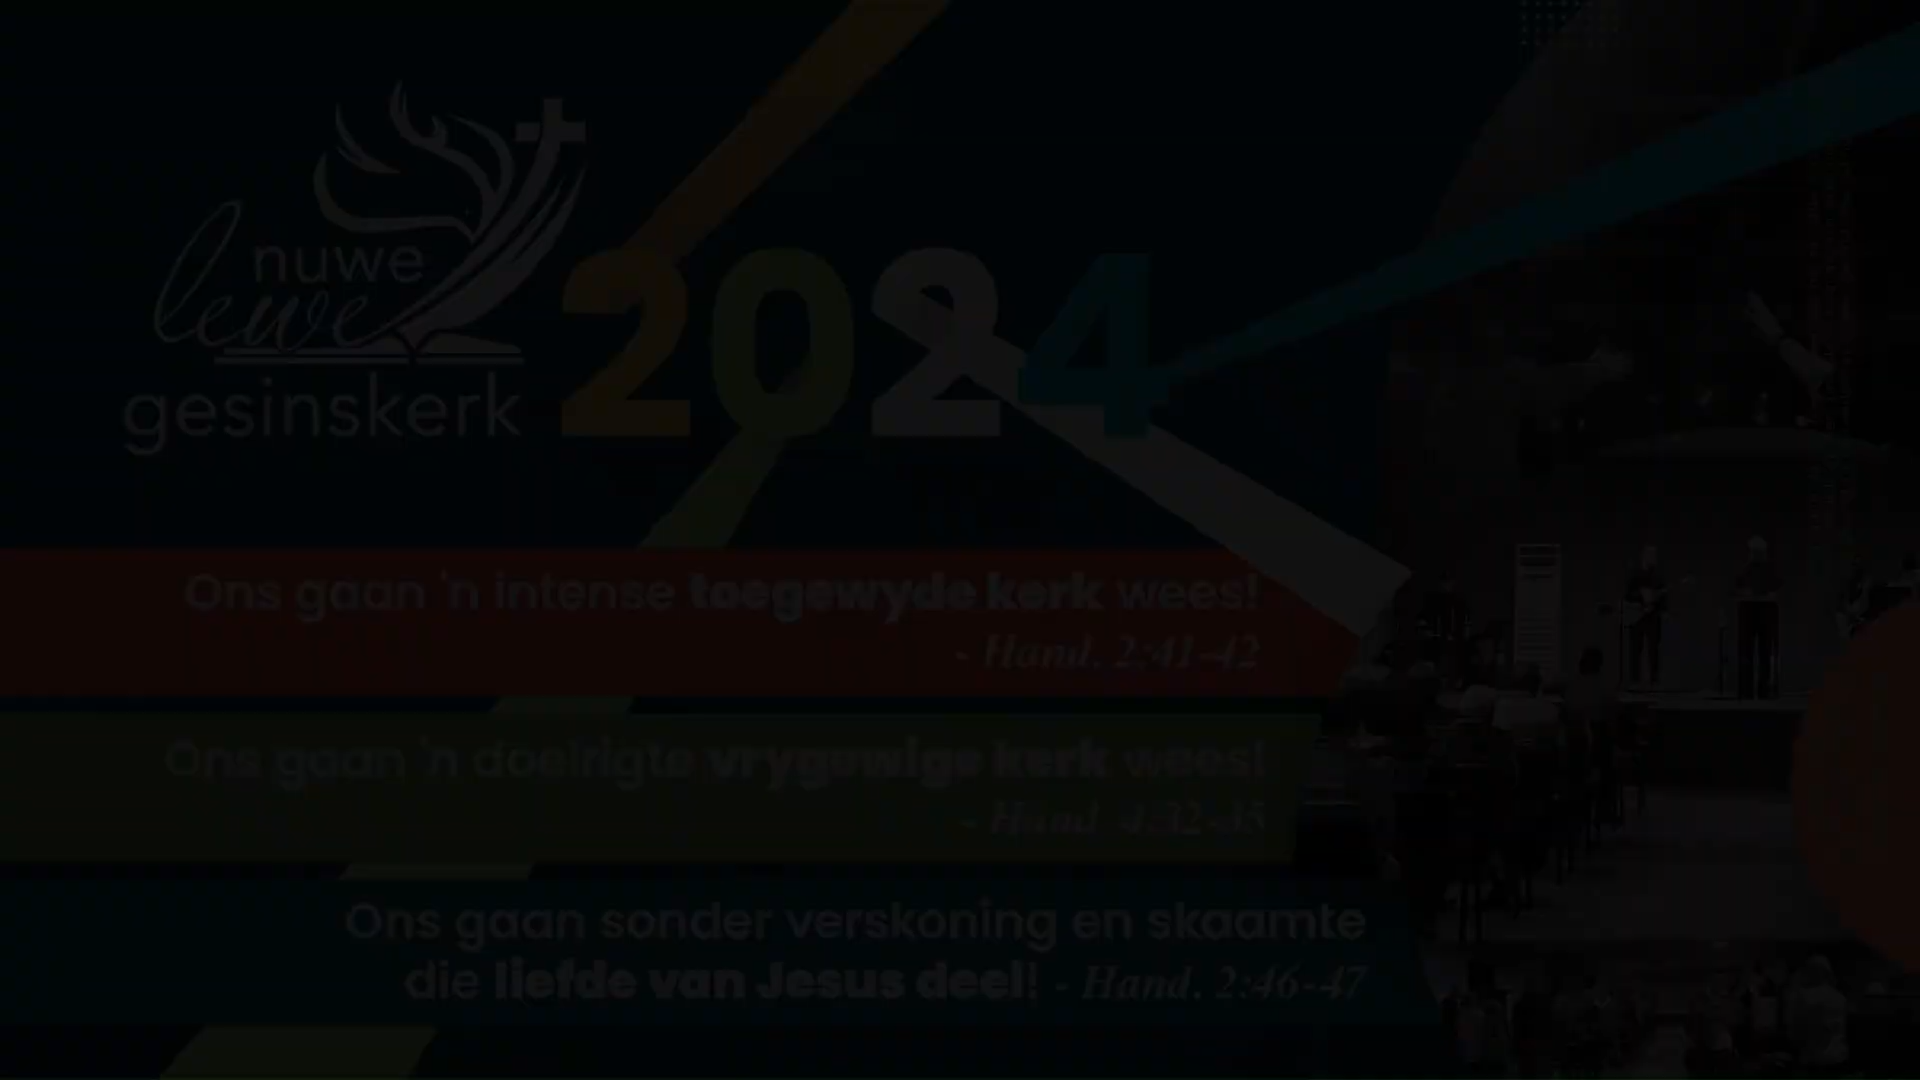 nuwe
lewe
gesinskerk
2024
Ons gaan 'n intense toegewyde kerk wees!
- Hand. 2:41-42
Ons gaan 'n doelrigte vrygewige kerk wees!
- Hand. 4:32-35
Ons gaan sonder verskoning en skaamte
die liefde van Jesus deel! - Hand. 2:46-47